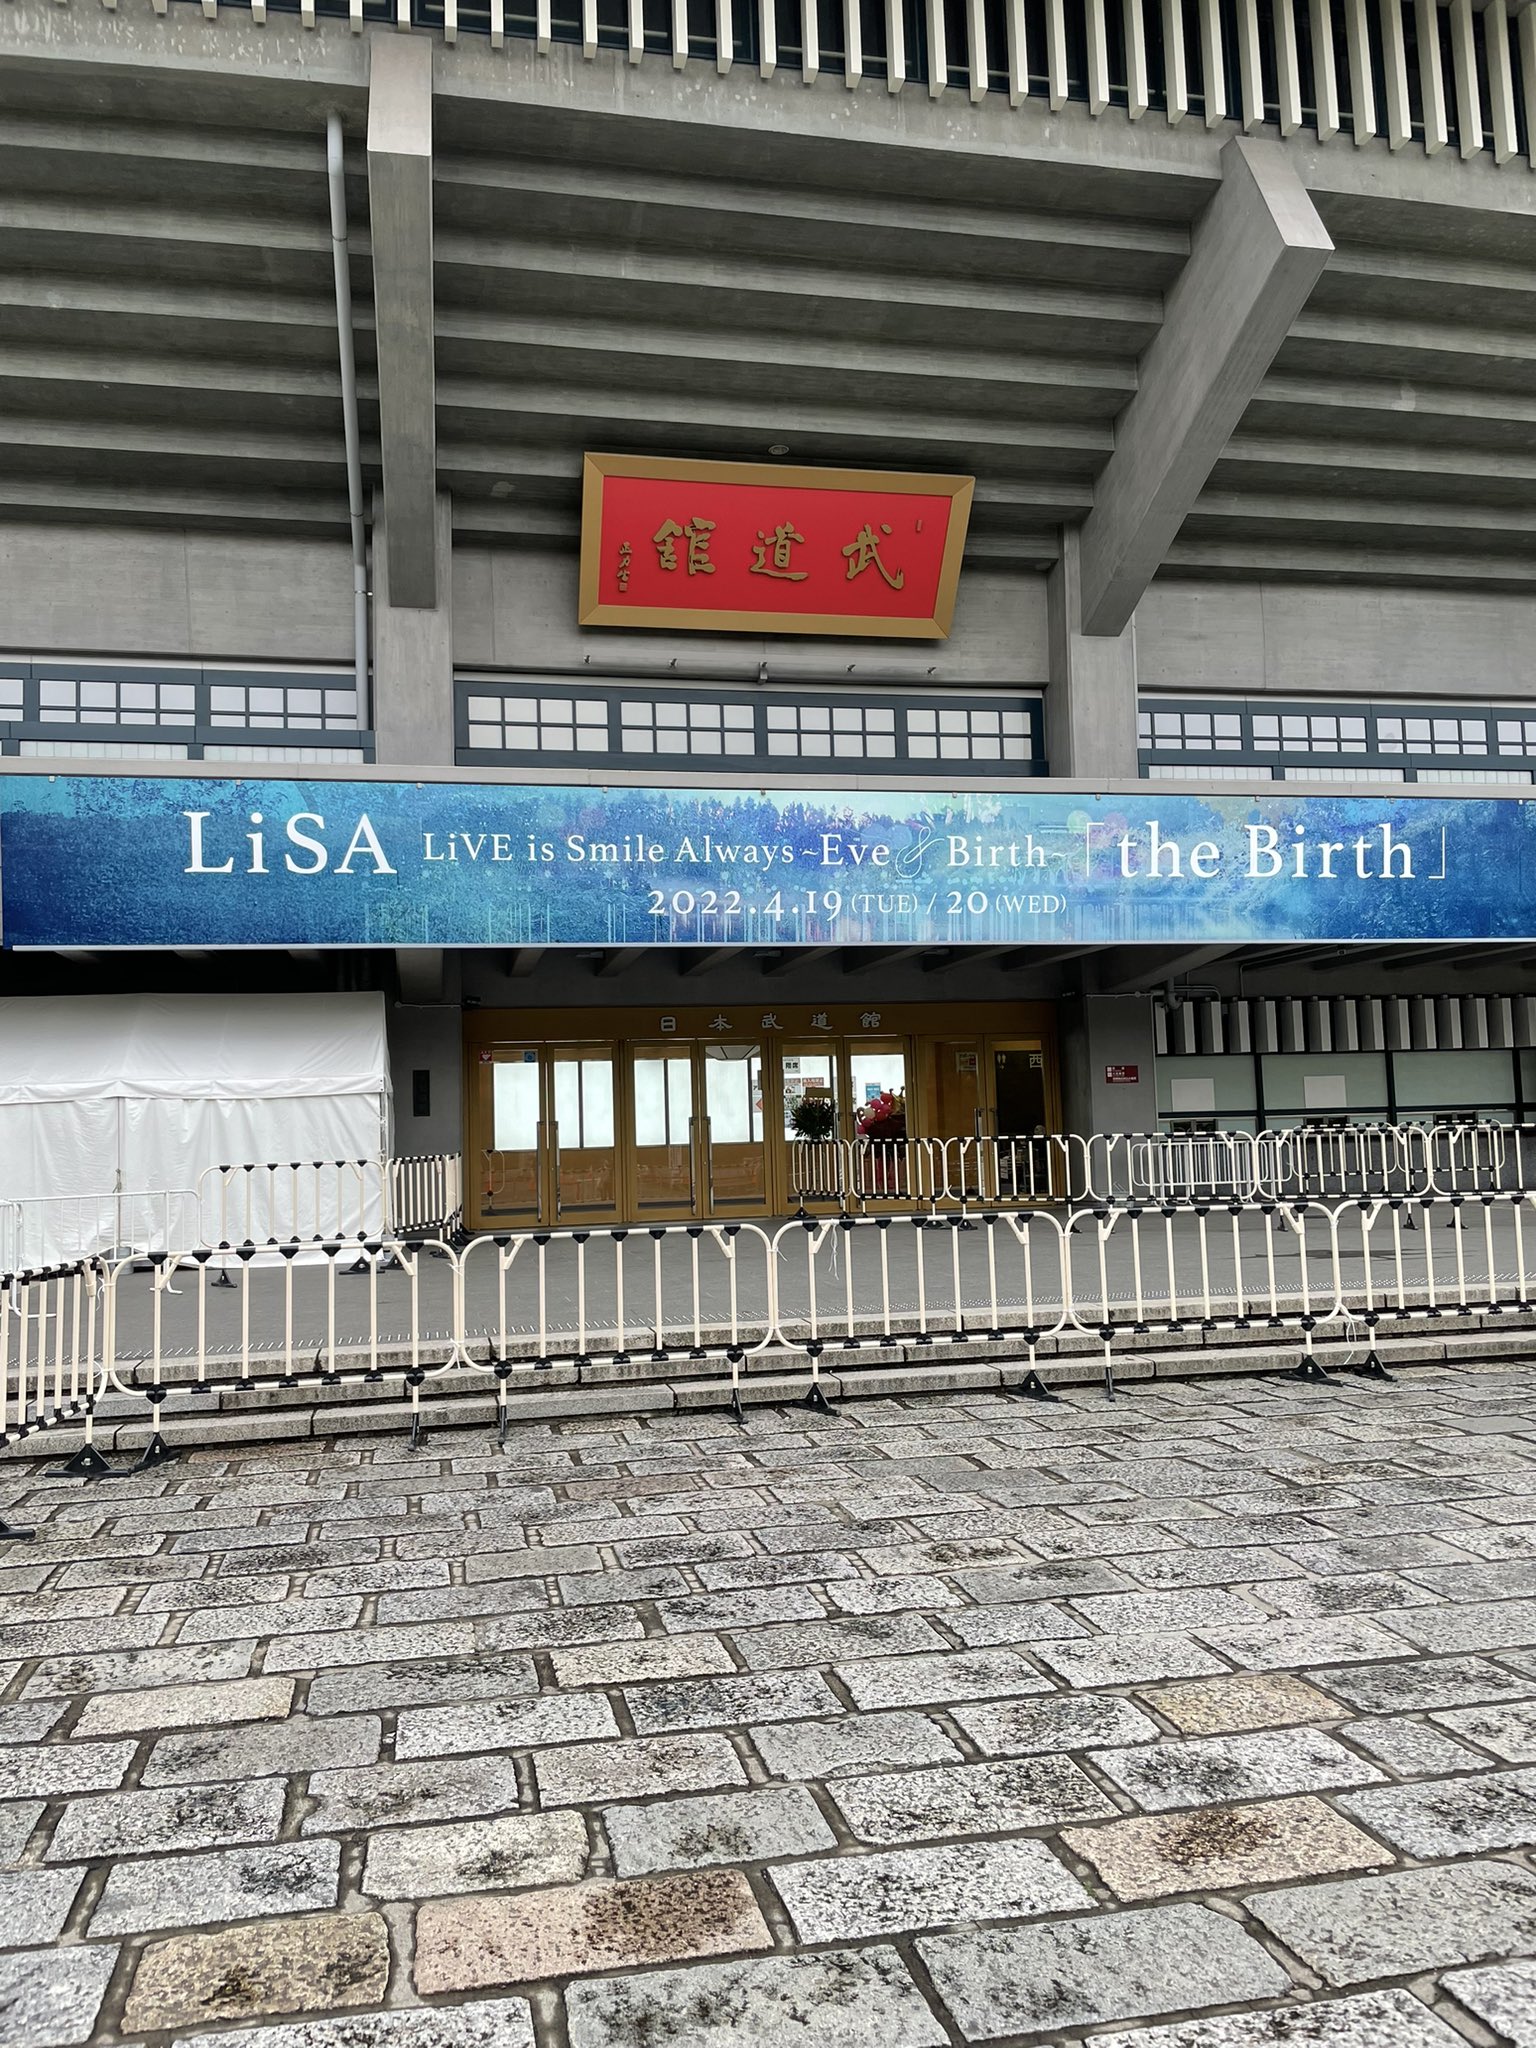 武道館
LiSA LiVE is Smile Always ~Eve & Birth~「the Birth」
2022.4.19 (TUE) / 20 (WED)
日本武道館
西